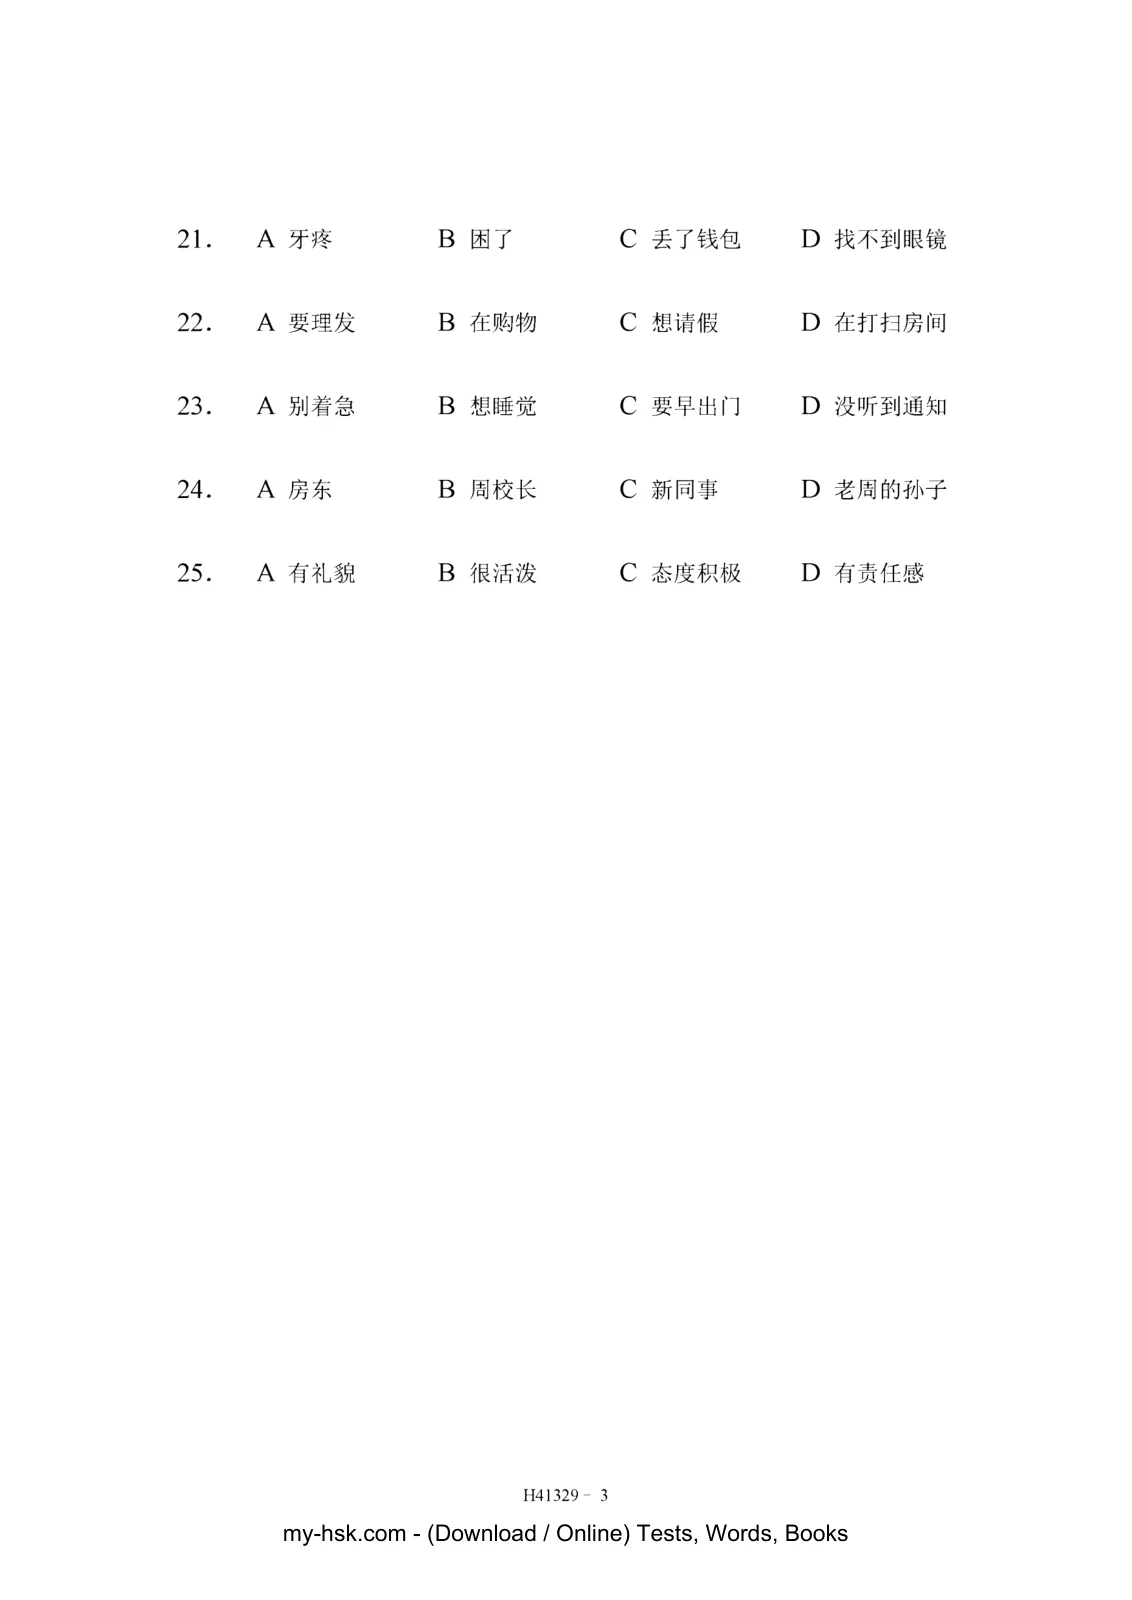 21. A 牙疼 B 困了 C 丢了钱包 D 找不到眼镜
22. A 要理发 B 在购物 C 想请假 D 在打扫房间
23. A 别着急 B 想睡觉 C 要早出门 D 没听到通知
24. A 房东 B 周校长 C 新同事 D 老周的孙子
25. A 有礼貌 B 很活泼 C 态度积极 D 有责任感
H41329- 3
my-hsk.com - (Download / Online) Tests, Words, Books